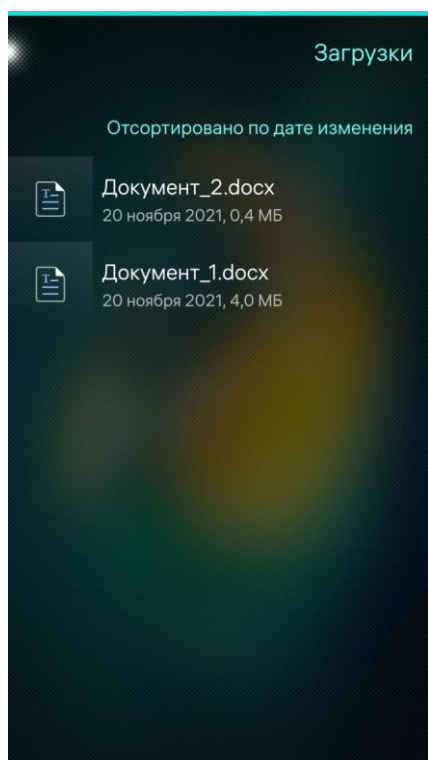 Загрузки
Отсортировано по дате изменения
Документ_2.docx
20 ноября 2021, 0,4 МБ
Документ_1.docx
20 ноября 2021, 4,0 МБ